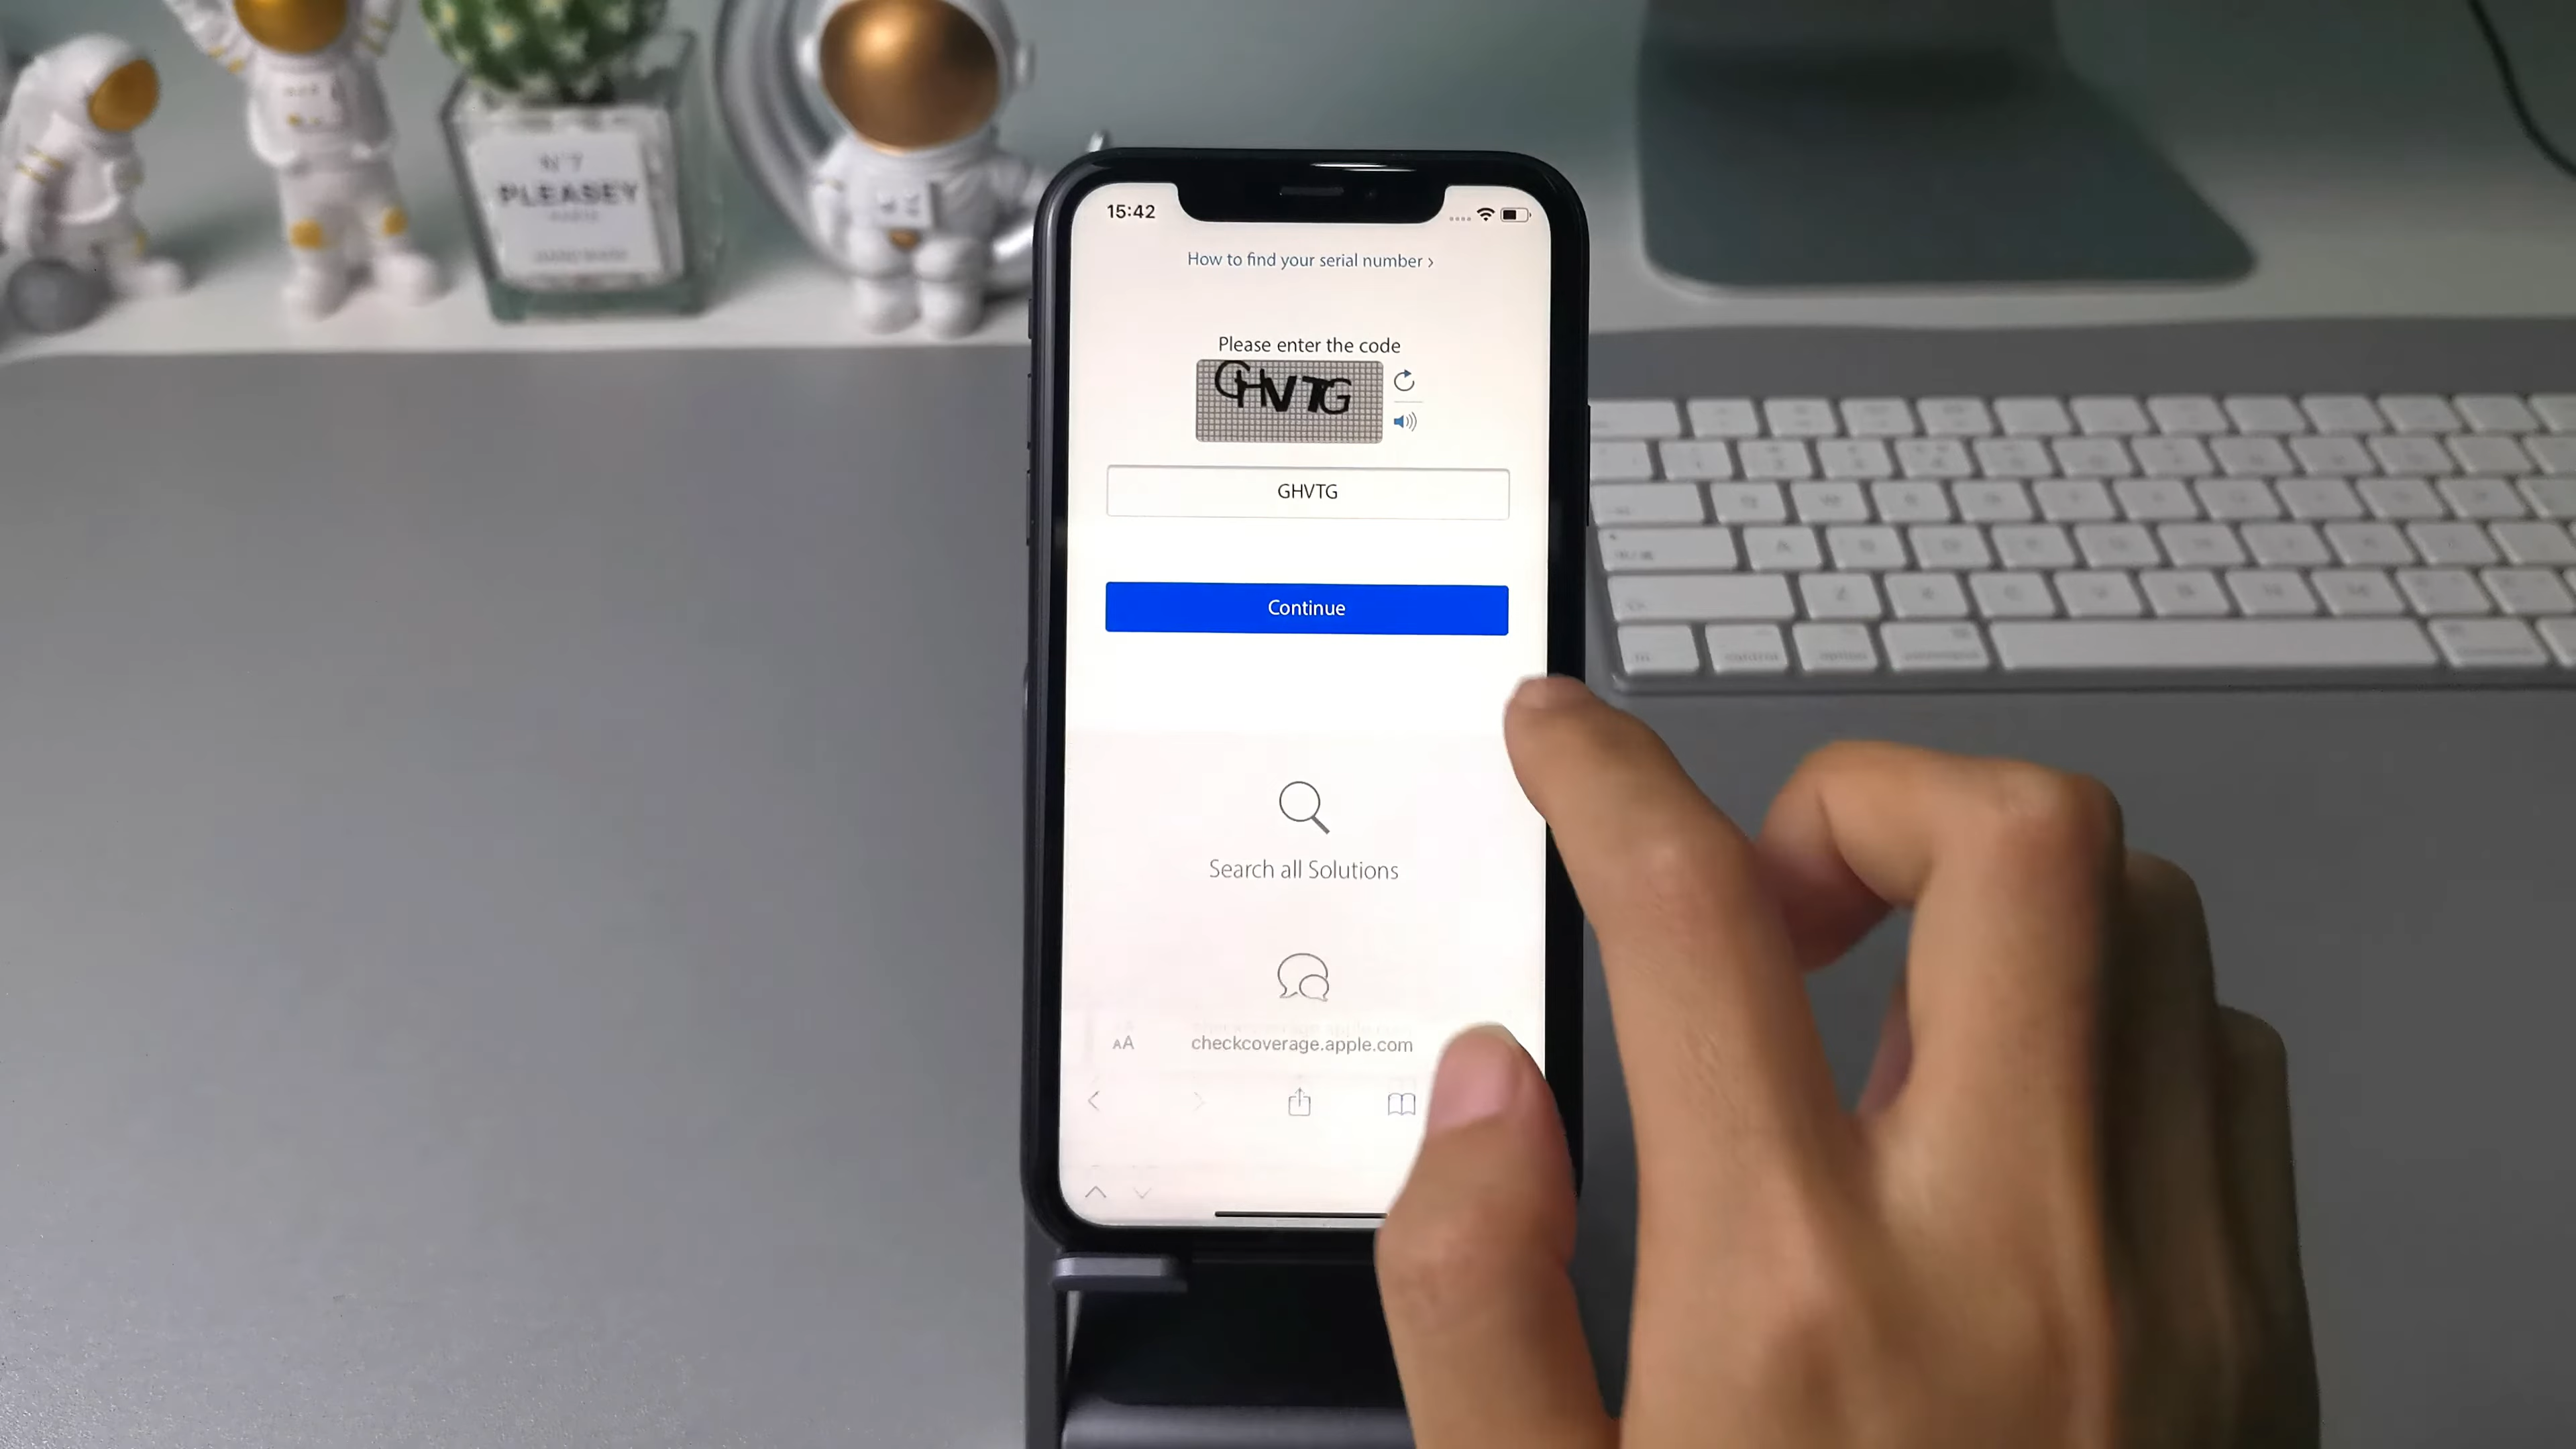 N°7
PLEASEY
15:42
How to find your serial number >
Please enter the code
GHVTG
GHVTG
Continue
Search all Solutions
AA
checkcoverage.apple.com